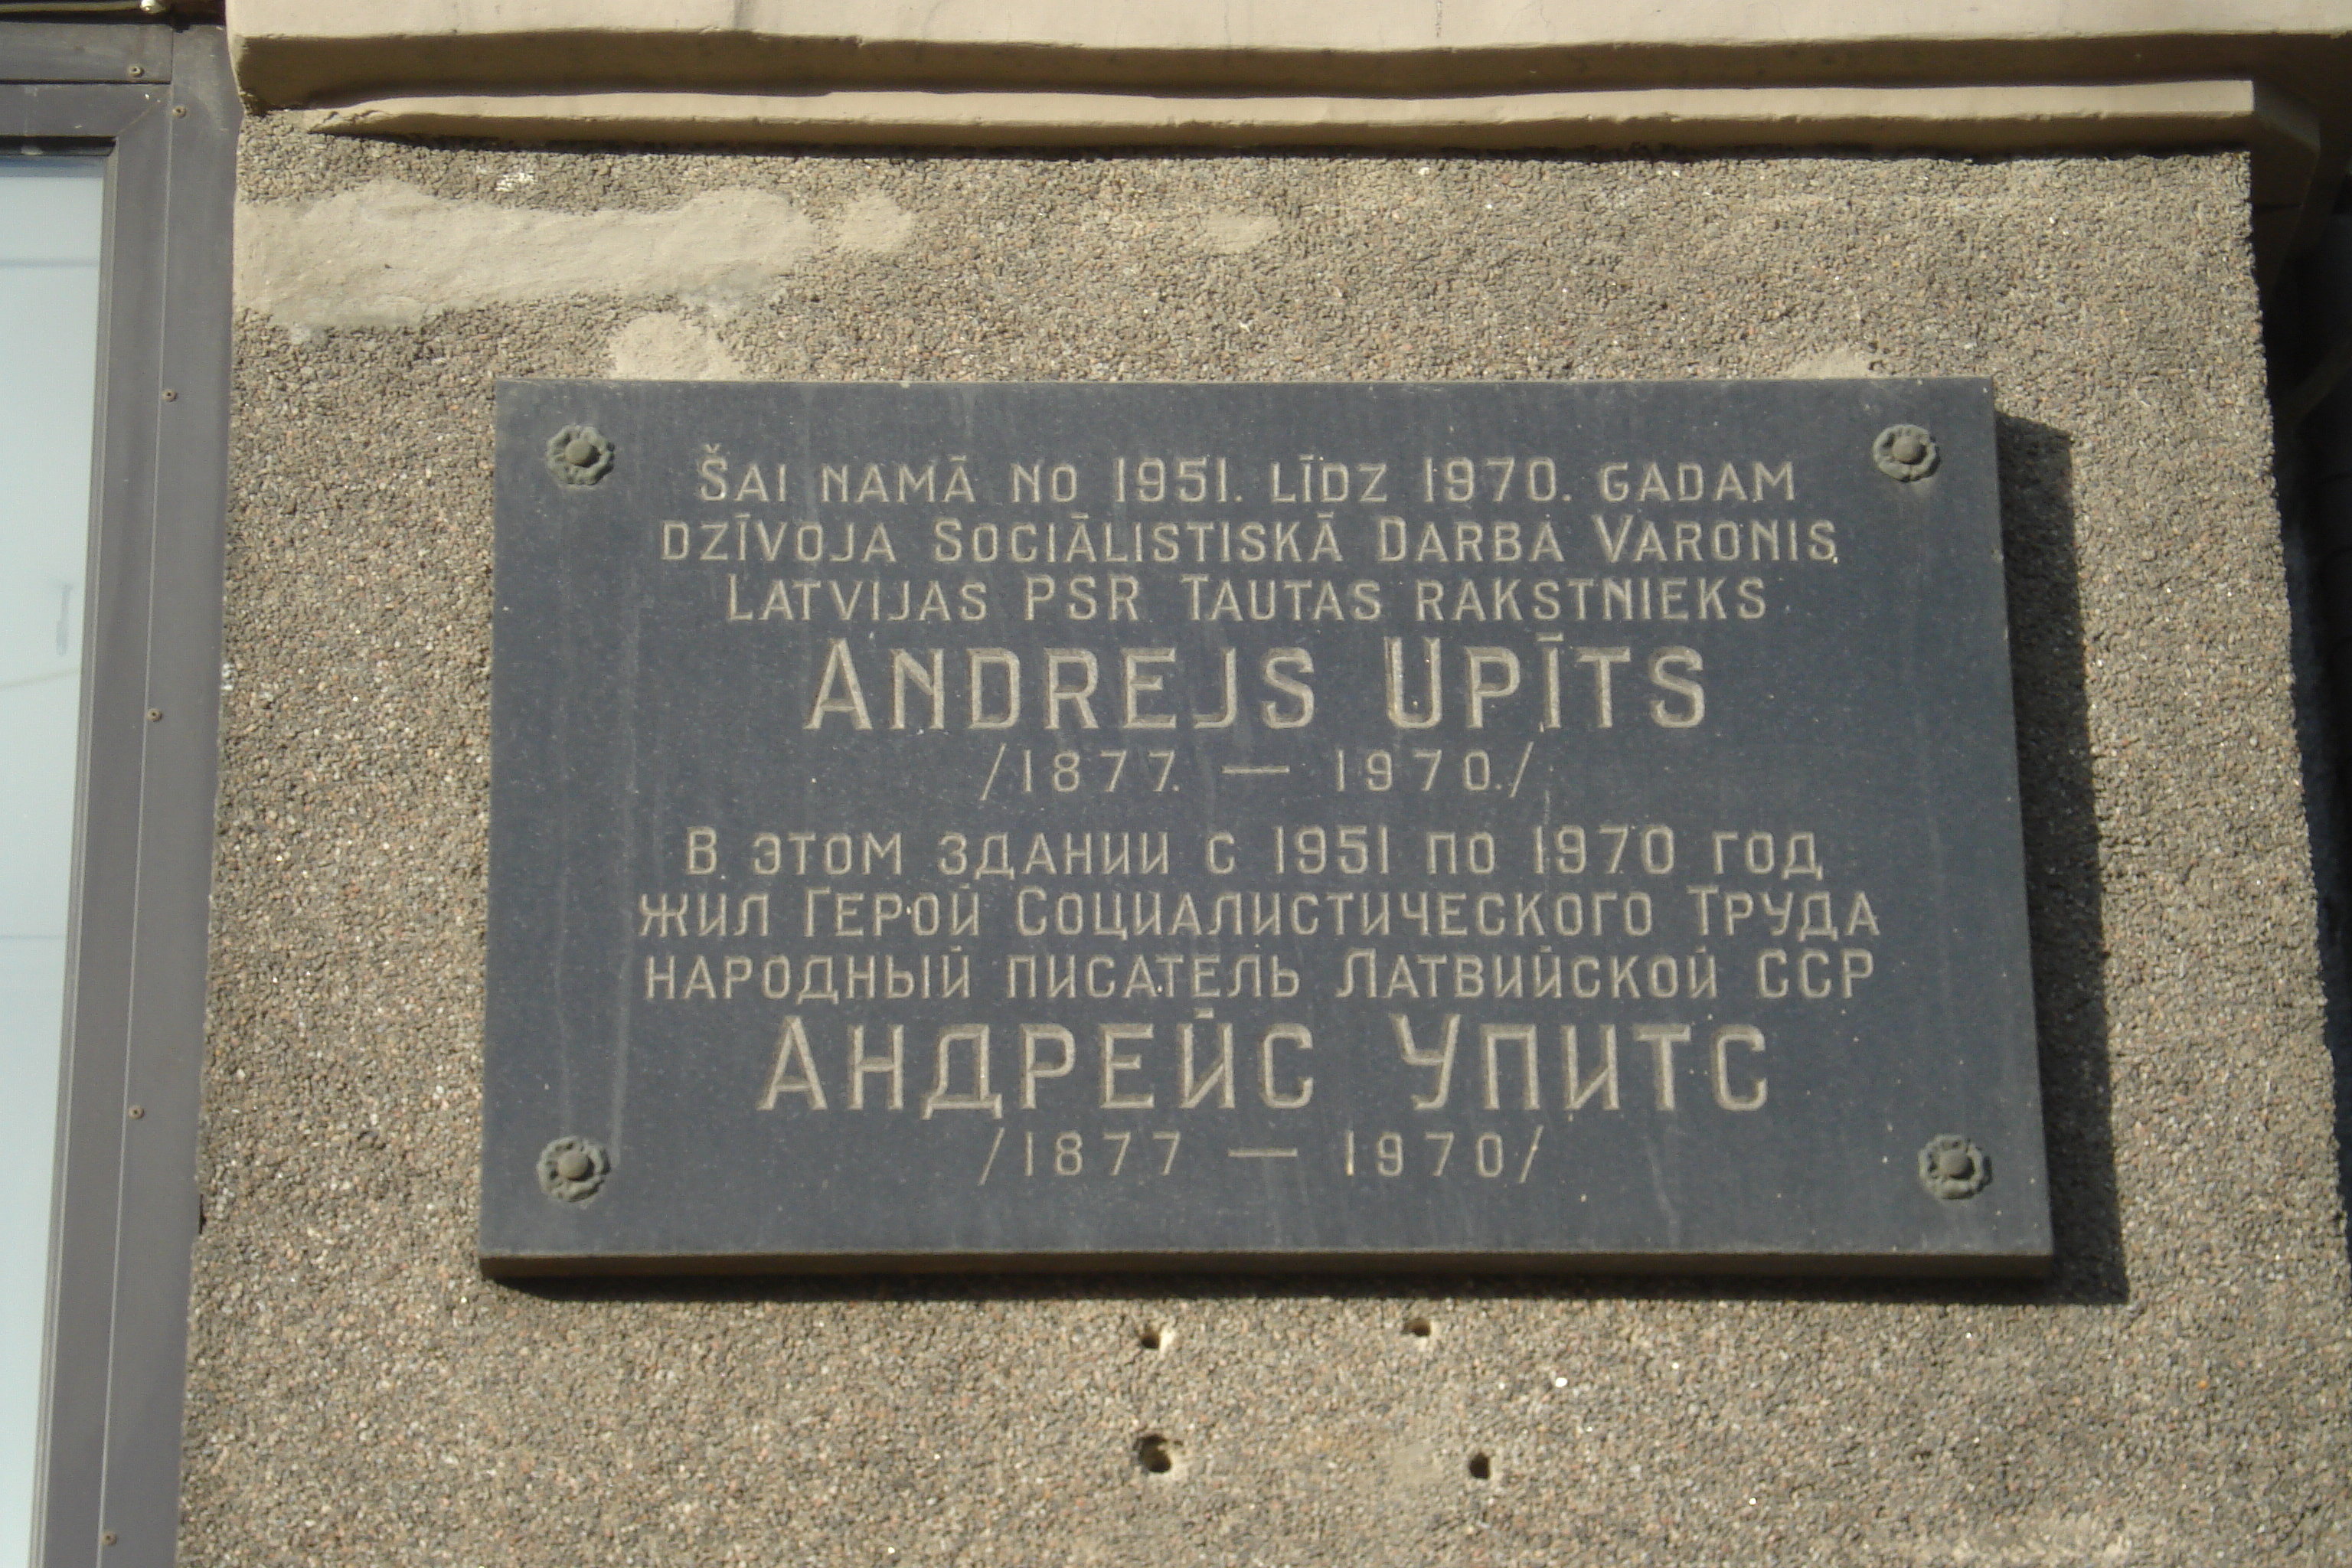 Šai namā no 1951. līdz 1970. gadam
dzīvoja Sociālistiskā Darba Varonis,
Latvijas PSR Tautas rakstnieks
Andrejs Upīts
/1877. — 1970./
В этом здании с 1951 по 1970 год
жил Герой Социалистического Труда
народный писатель Латвийской ССР
Андрейс Упитс
/1877 — 1970/